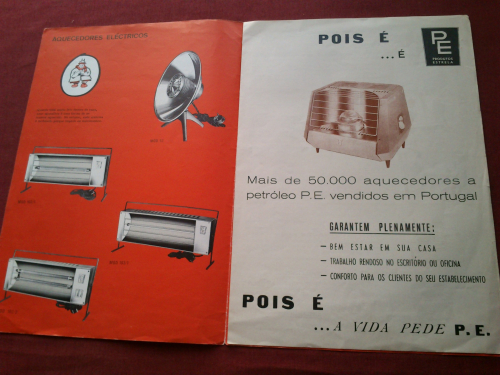 AQUECEDORES ELÉCTRICOS
POIS É
...É
PE
PRODUTOS
ESTRELA
Mais de 50.000 aquecedores a
petróleo P.E. vendidos em Portugal
GARANTEM PLENAMENTE:
— BEM ESTAR EM SUA CASA
— TRABALHO RENDOSO NO ESCRITÓRIO OU OFICINA
— CONFORTO PARA OS CLIENTES DO SEU ESTABELECIMENTO
POIS É
...A VIDA PEDE P.E.